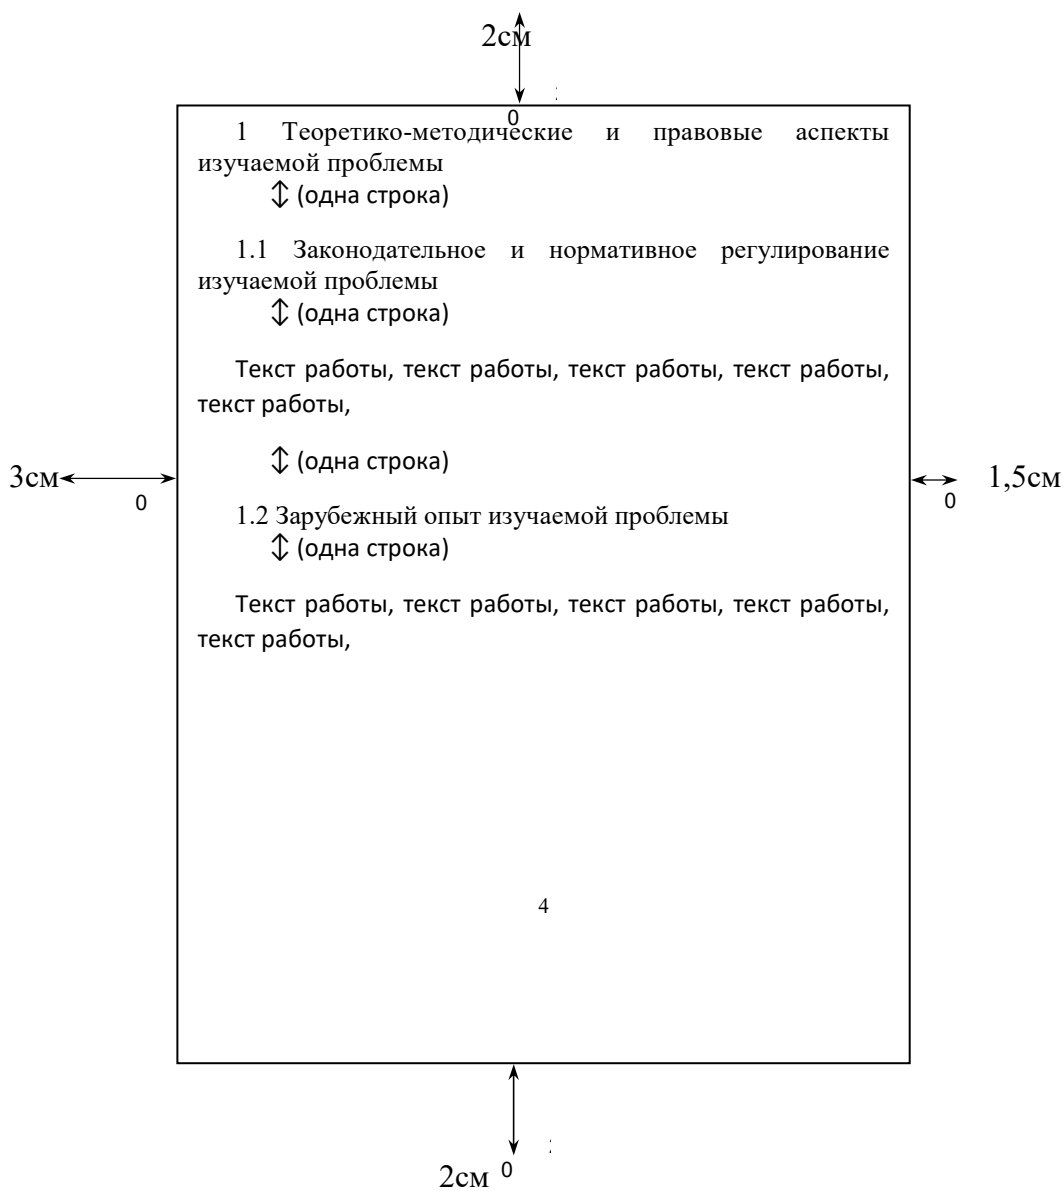 2см
0
1 Теоретико-методические и правовые аспекты
изучаемой проблемы
↕ (одна строка)
1.1 Законодательное и нормативное регулирование
изучаемой проблемы
↕ (одна строка)
Текст работы, текст работы, текст работы, текст работы,
текст работы,
↕ (одна строка)
3см
0
1,5см
0
1.2 Зарубежный опыт изучаемой проблемы
↕ (одна строка)
Текст работы, текст работы, текст работы, текст работы,
текст работы,
4
2см 0